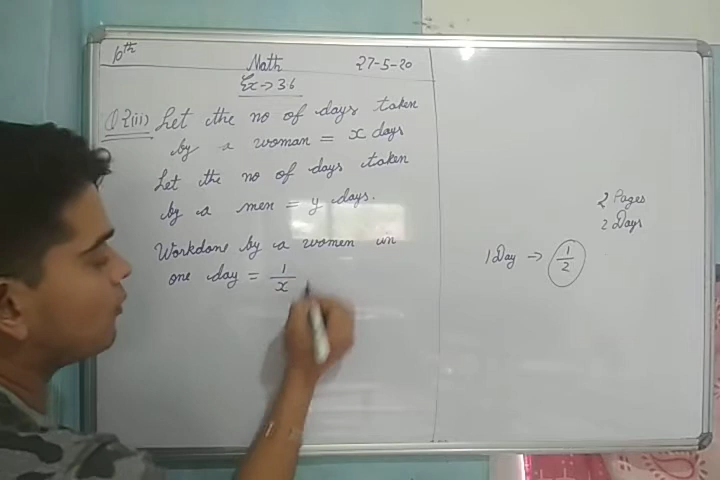 10th
Math 27-5-20
Ex → 3.6
Q2(ii) Let the no of days taken
by a woman = x days
Let the no of days taken
by a men = y days.
Workdone by a women in
one day = 1/x
2 Pages
2 Days
1 Day → 1/2